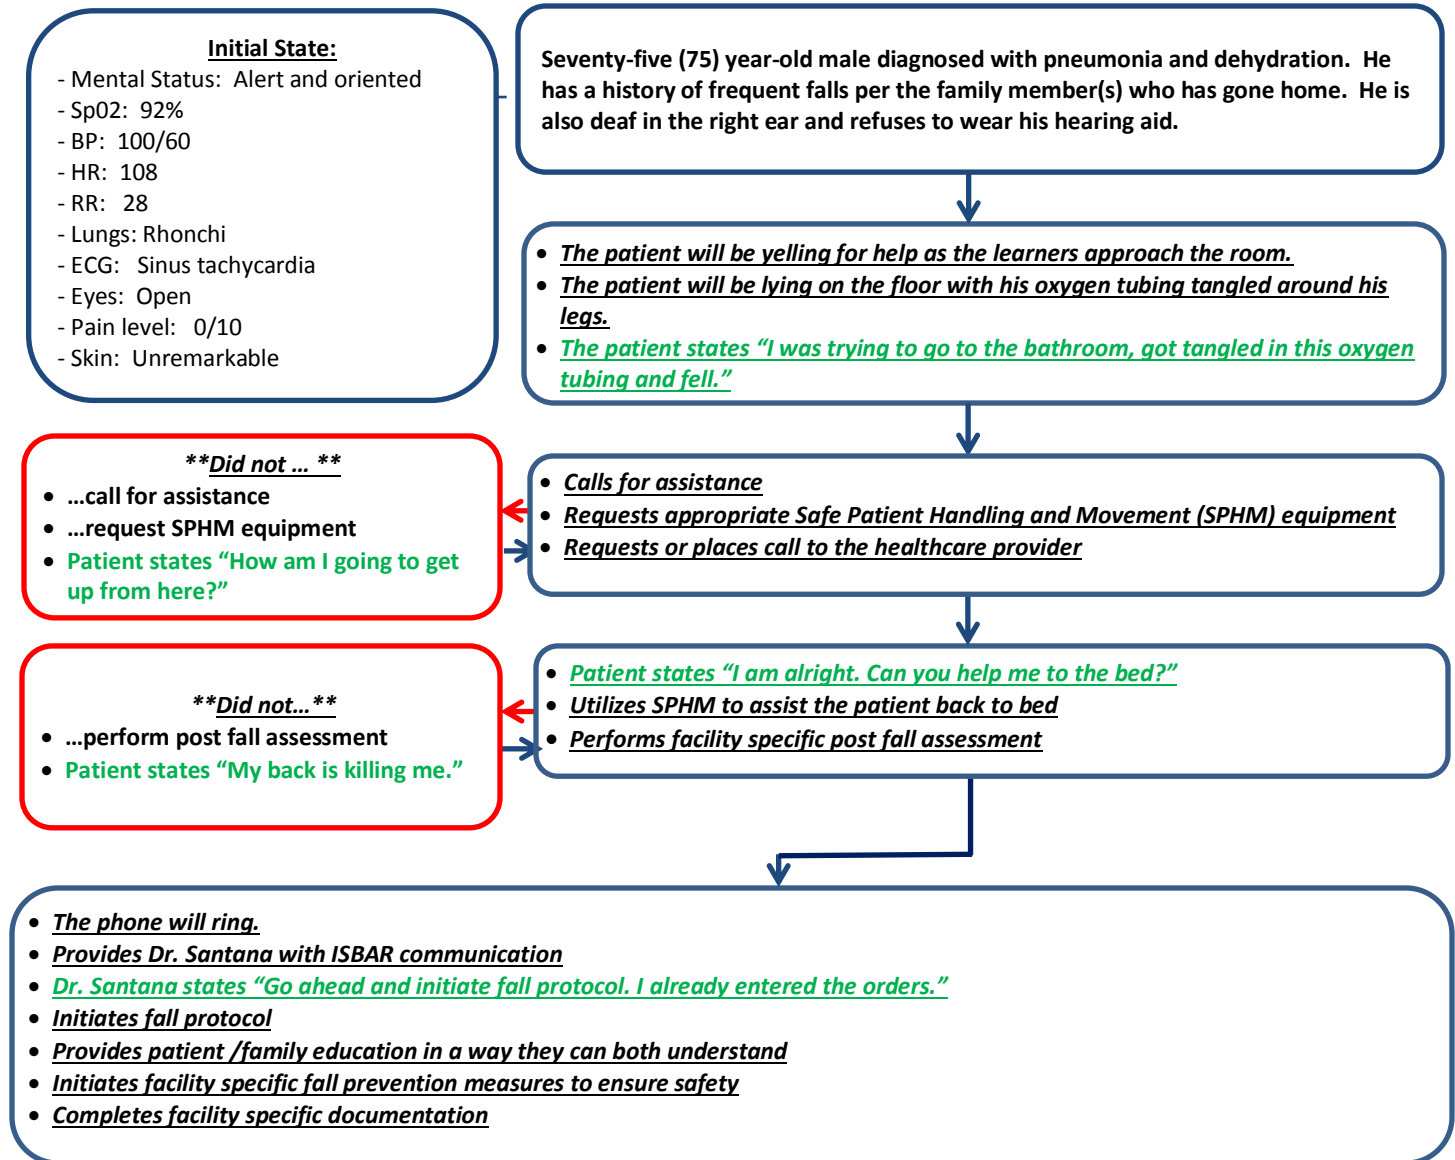 Initial State:
- Mental Status:  Alert and oriented
- Sp02:  92%
- BP:  100/60
- HR:  108
- RR:   28
- Lungs: Rhonchi
- ECG:   Sinus tachycardia
- Eyes:  Open
- Pain level:   0/10
- Skin:  Unremarkable
Seventy-five (75) year-old male diagnosed with pneumonia and dehydration.  He
has a history of frequent falls per the family member(s) who has gone home.  He is
also deaf in the right ear and refuses to wear his hearing aid.
• The patient will be yelling for help as the learners approach the room.
• The patient will be lying on the floor with his oxygen tubing tangled around his
legs.
• The patient states “I was trying to go to the bathroom, got tangled in this oxygen
tubing and fell.”
**Did not … **
• …call for assistance
• …request SPHM equipment
• Patient states “How am I going to get
up from here?”
• Calls for assistance
• Requests appropriate Safe Patient Handling and Movement (SPHM) equipment
• Requests or places call to the healthcare provider
**Did not…**
• …perform post fall assessment
• Patient states “My back is killing me.”
• Patient states “I am alright. Can you help me to the bed?”
• Utilizes SPHM to assist the patient back to bed
• Performs facility specific post fall assessment
• The phone will ring.
• Provides Dr. Santana with ISBAR communication
• Dr. Santana states “Go ahead and initiate fall protocol. I already entered the orders.”
• Initiates fall protocol
• Provides patient /family education in a way they can both understand
• Initiates facility specific fall prevention measures to ensure safety
• Completes facility specific documentation